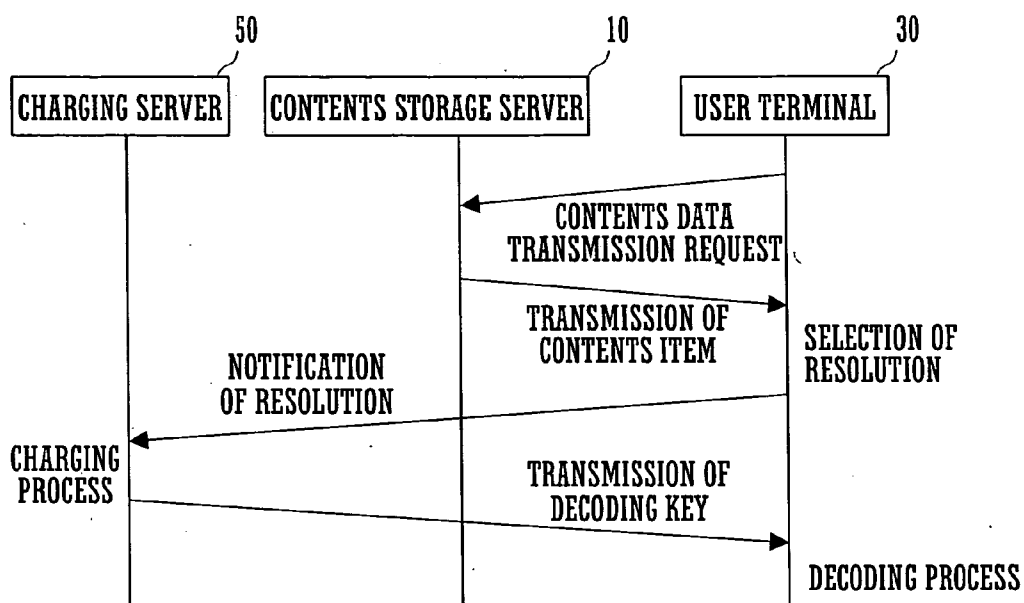 50
10
30
CHARGING SERVER
CONTENTS STORAGE SERVER
USER TERMINAL
CONTENTS DATA
TRANSMISSION REQUEST
TRANSMISSION OF
CONTENTS ITEM
SELECTION OF
RESOLUTION
NOTIFICATION
OF RESOLUTION
CHARGING
PROCESS
TRANSMISSION OF
DECODING KEY
DECODING PROCESS